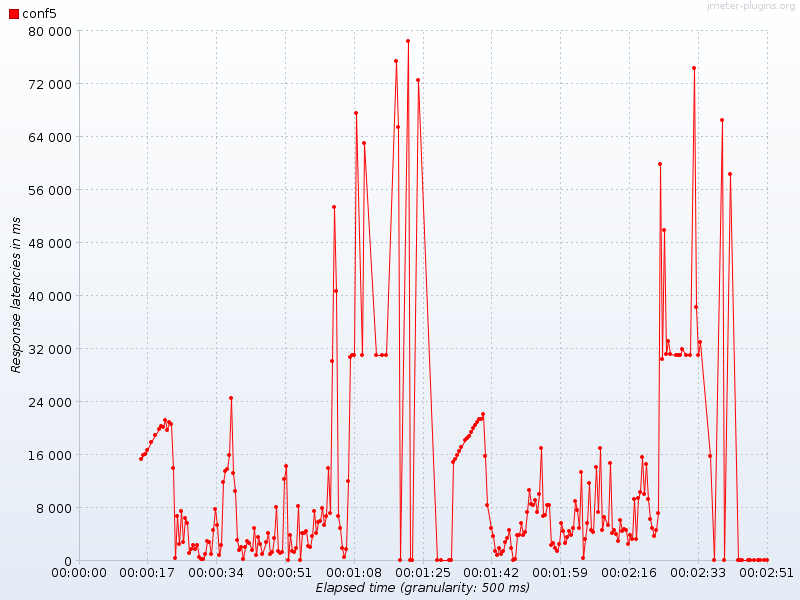 jmeter-plugins.org
conf5
80 000
72 000
64 000
56 000
48 000
40 000
32 000
24 000
16 000
8 000
0
Response latencies in ms
00:00:00 00:00:17 00:00:34 00:00:51 00:01:08 00:01:25 00:01:42 00:01:59 00:02:16 00:02:33 00:02:51
Elapsed time (granularity: 500 ms)